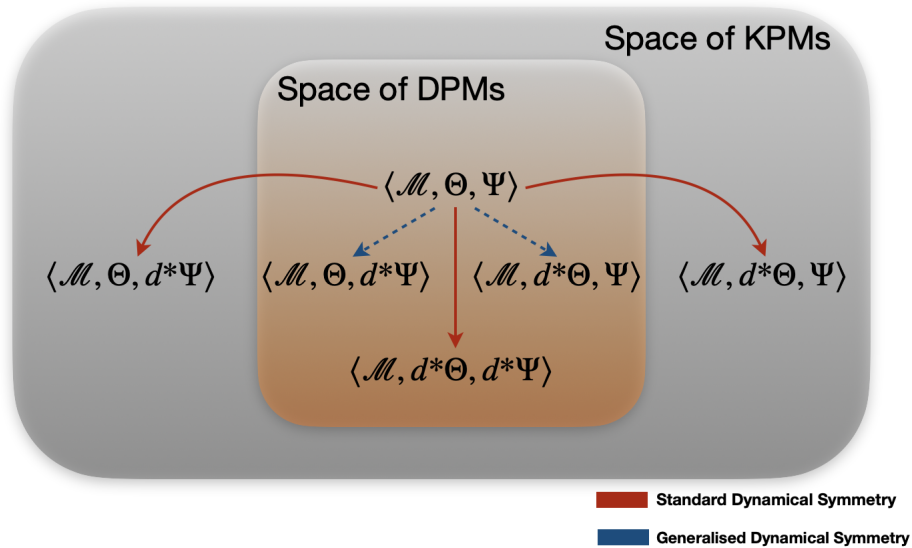 Space of KPMs
Space of DPMs
⟨ℳ, Θ, Ψ⟩
⟨ℳ, Θ, d*Ψ⟩
⟨ℳ, Θ, d*Ψ⟩
⟨ℳ, d*Θ, Ψ⟩
⟨ℳ, d*Θ, Ψ⟩
⟨ℳ, d*Θ, d*Ψ⟩
Standard Dynamical Symmetry
Generalised Dynamical Symmetry